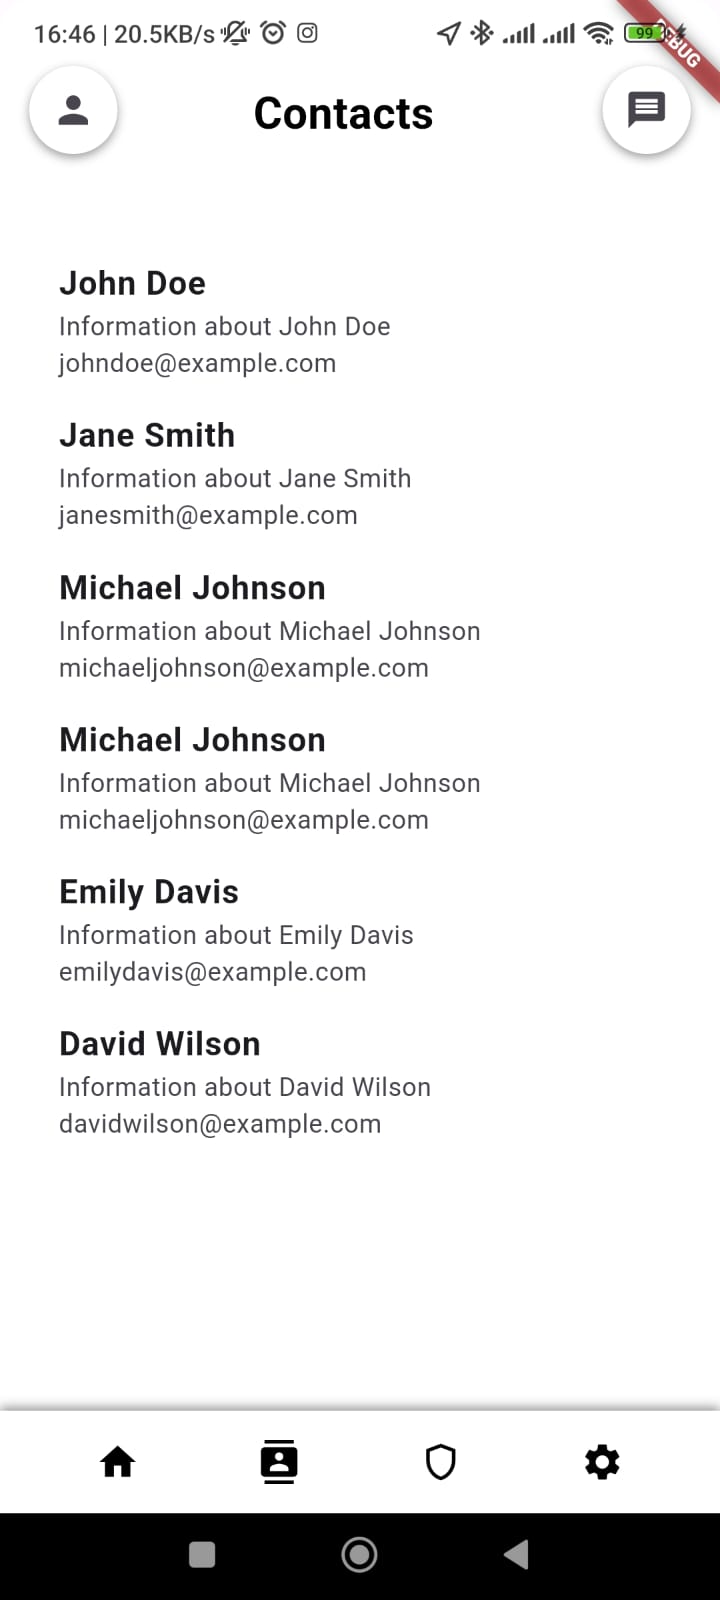 16:46 | 20.5KB/s
99
DEBUG
Contacts
John Doe
Information about John Doe
johndoe@example.com
Jane Smith
Information about Jane Smith
janesmith@example.com
Michael Johnson
Information about Michael Johnson
michaeljohnson@example.com
Michael Johnson
Information about Michael Johnson
michaeljohnson@example.com
Emily Davis
Information about Emily Davis
emilydavis@example.com
David Wilson
Information about David Wilson
davidwilson@example.com